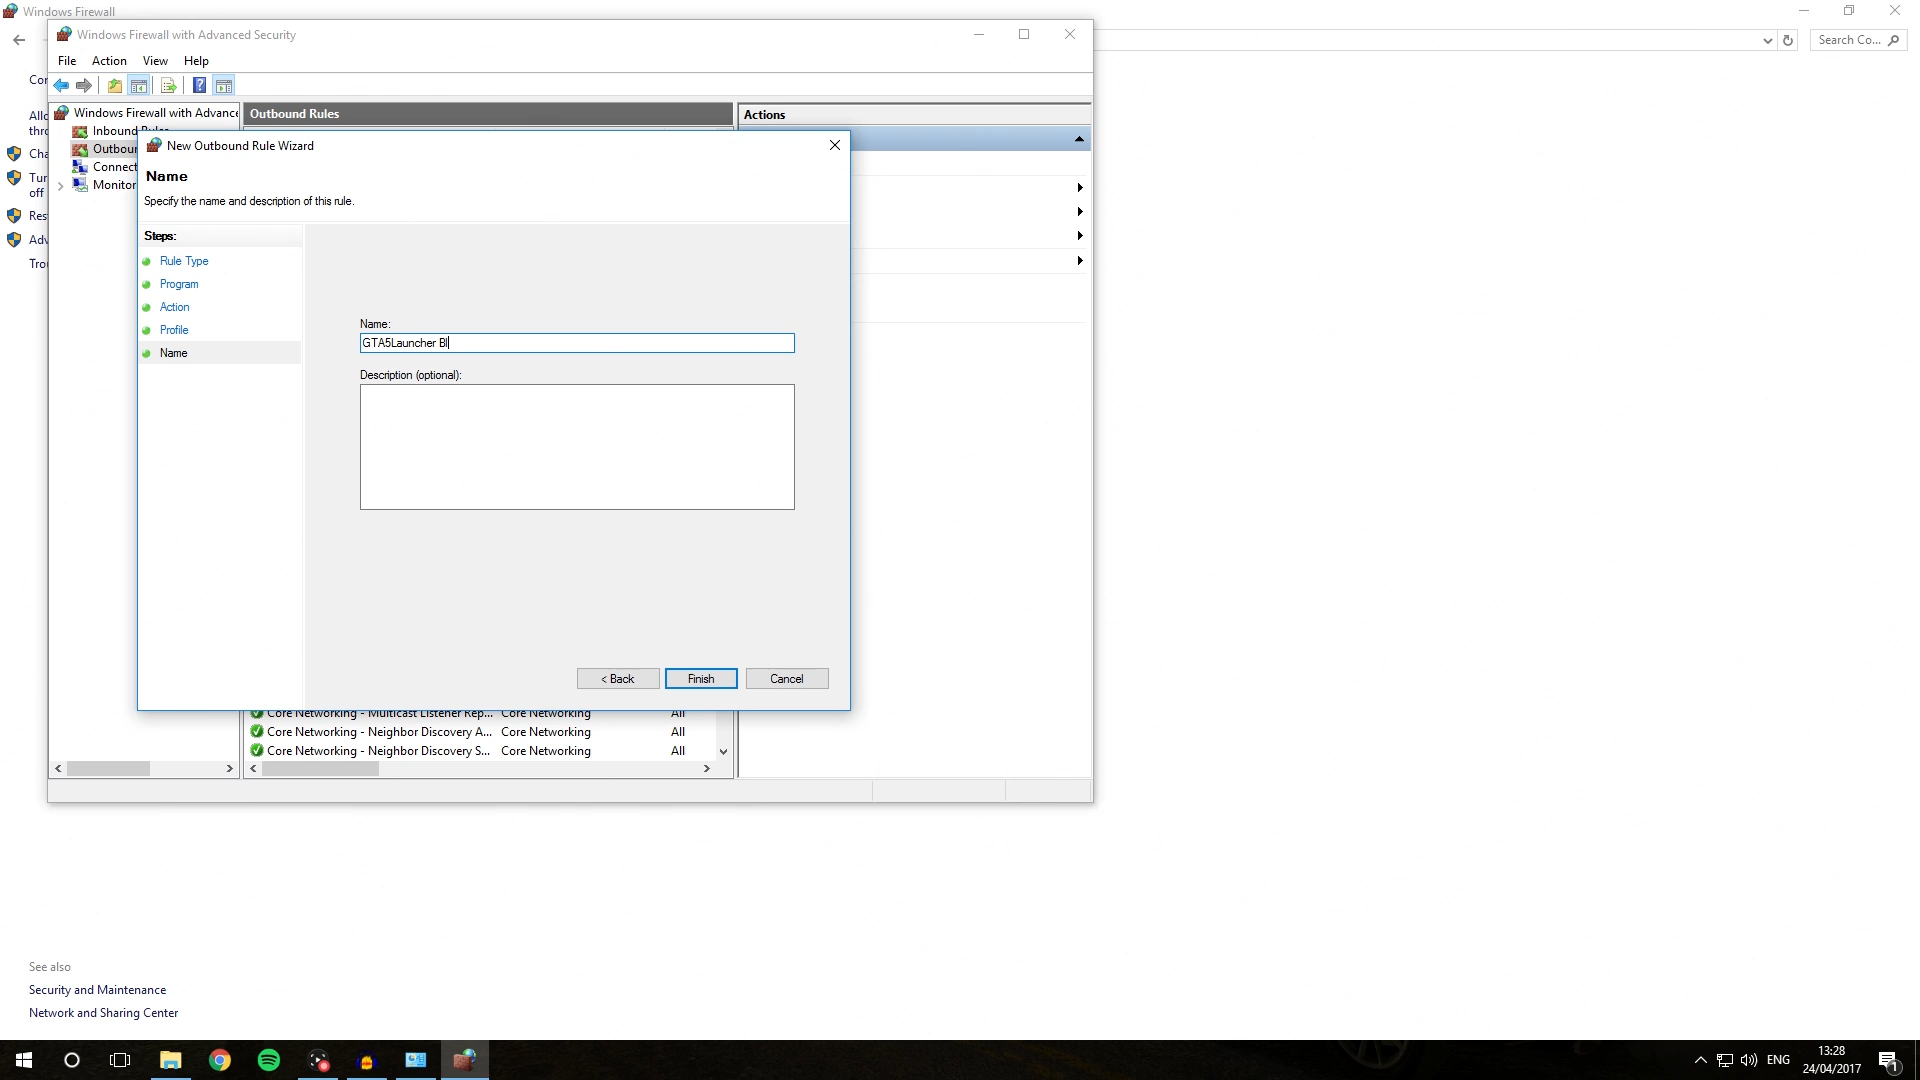 Windows Firewall
Search Co...
Windows Firewall with Advanced Security
File Action View Help
Windows Firewall with Advance
Inbound Rules
Outboun
Connect
Monitor
Outbound Rules
Actions
New Outbound Rule Wizard
Name
Specify the name and description of this rule.
Steps:
Rule Type
Program
Action
Profile
Name
Name:
GTA5Launcher Bl
Description (optional):
< Back
Finish
Cancel
Core Networking - Multicast Listener Rep... Core Networking All
Core Networking - Neighbor Discovery A... Core Networking All
Core Networking - Neighbor Discovery S... Core Networking All
Con
Allo
thro
Cha
Tur
off
Res
Adv
Trou
See also
Security and Maintenance
Network and Sharing Center
ENG
13:28
24/04/2017
1